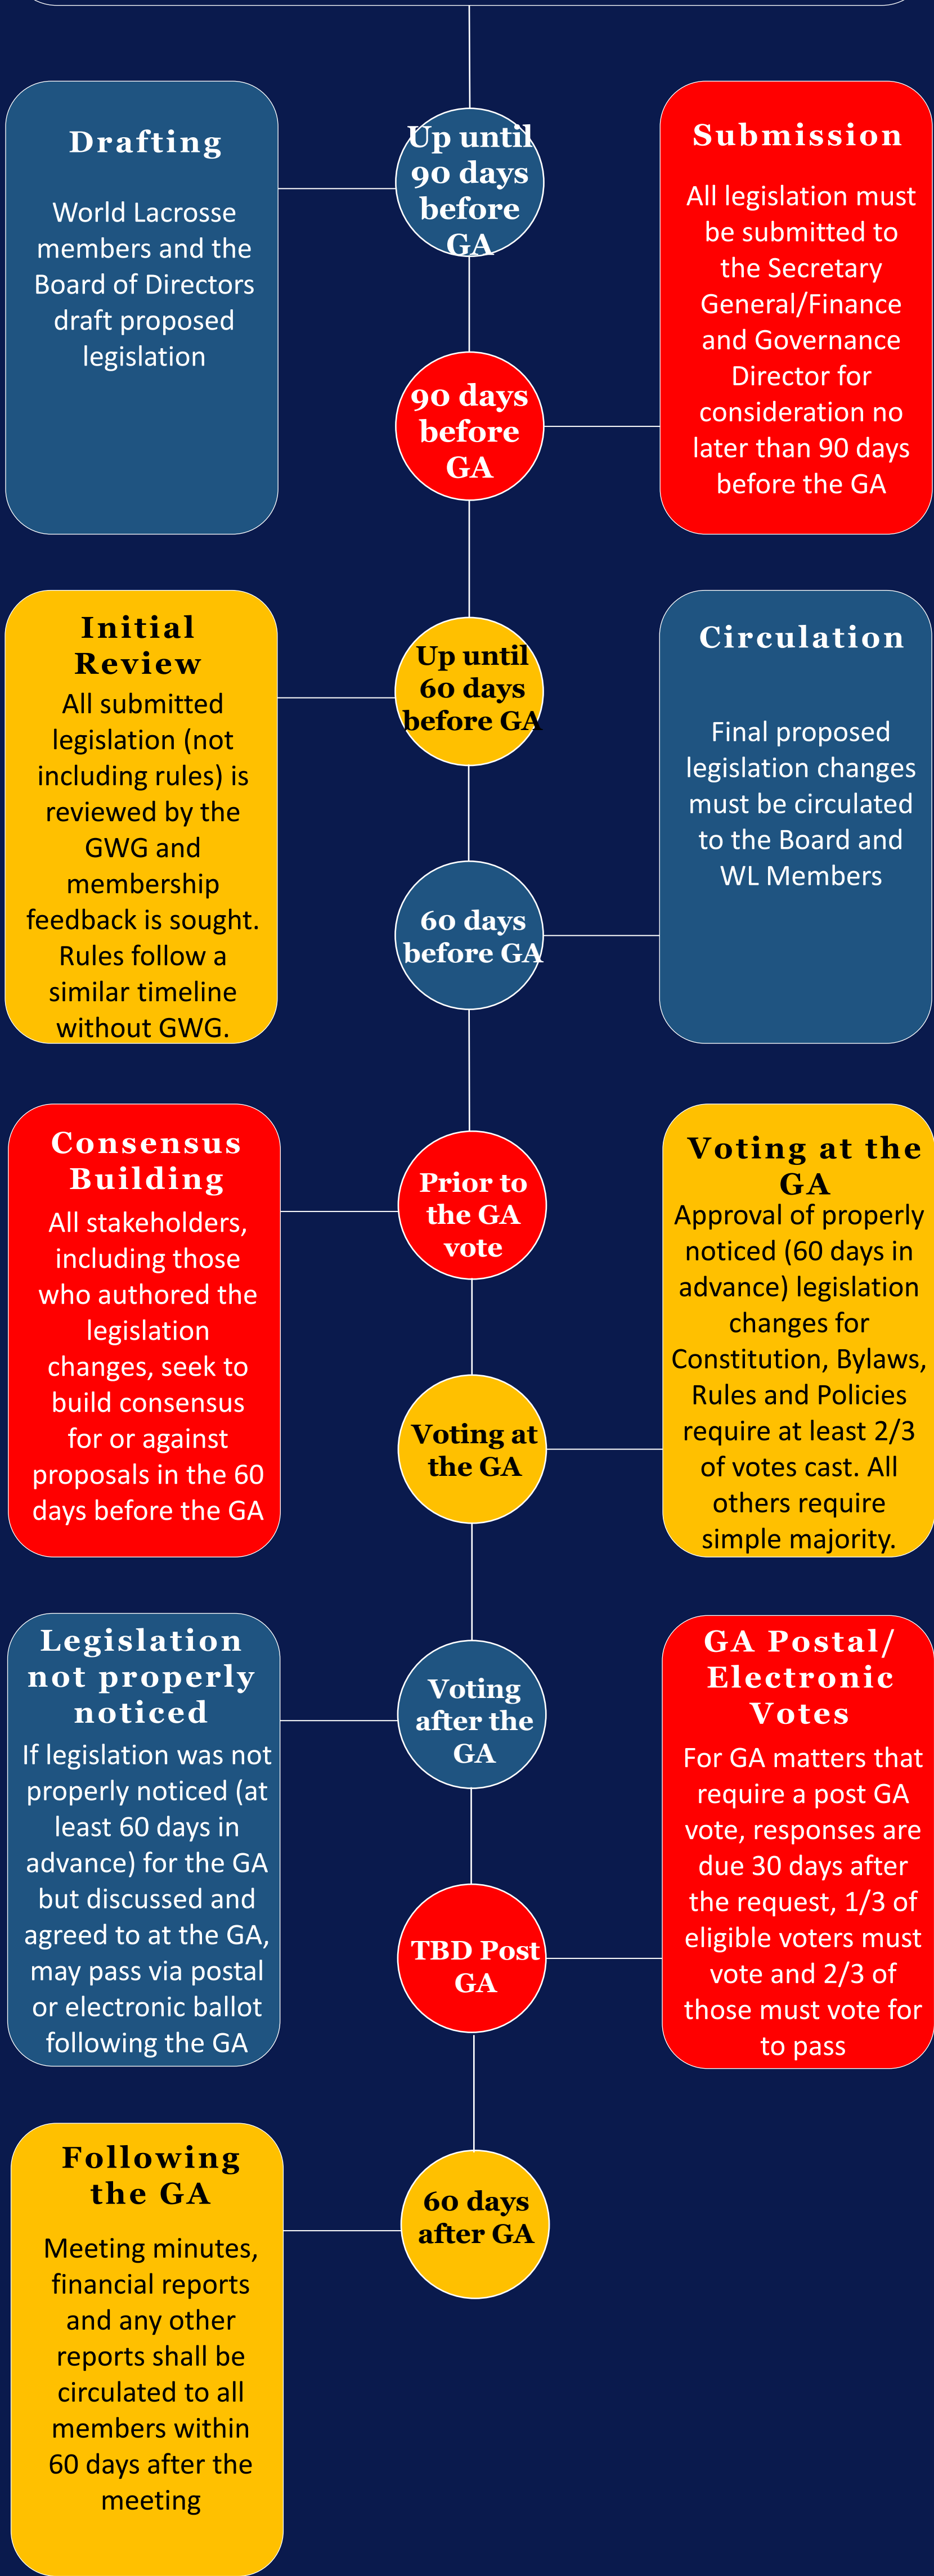 Drafting
World Lacrosse
members and the
Board of Directors
draft proposed
legislation
Up until
90 days
before
GA
Submission
All legislation must
be submitted to
the Secretary
General/Finance
and Governance
Director for
consideration no
later than 90 days
before the GA
90 days
before
GA
Initial
Review
All submitted
legislation (not
including rules) is
reviewed by the
GWG and
membership
feedback is sought.
Rules follow a
similar timeline
without GWG.
Up until
60 days
before GA
Circulation
Final proposed
legislation changes
must be circulated
to the Board and
WL Members
60 days
before GA
Consensus
Building
All stakeholders,
including those
who authored the
legislation
changes, seek to
build consensus
for or against
proposals in the 60
days before the GA
Prior to
the GA
vote
Voting at the
GA
Approval of properly
noticed (60 days in
advance) legislation
changes for
Constitution, Bylaws,
Rules and Policies
require at least 2/3
of votes cast. All
others require
simple majority.
Voting at
the GA
Legislation
not properly
noticed
If legislation was not
properly noticed (at
least 60 days in
advance) for the GA
but discussed and
agreed to at the GA,
may pass via postal
or electronic ballot
following the GA
Voting
after the
GA
GA Postal/
Electronic
Votes
For GA matters that
require a post GA
vote, responses are
due 30 days after
the request, 1/3 of
eligible voters must
vote and 2/3 of
those must vote for
to pass
TBD Post
GA
Following
the GA
Meeting minutes,
financial reports
and any other
reports shall be
circulated to all
members within
60 days after the
meeting
60 days
after GA